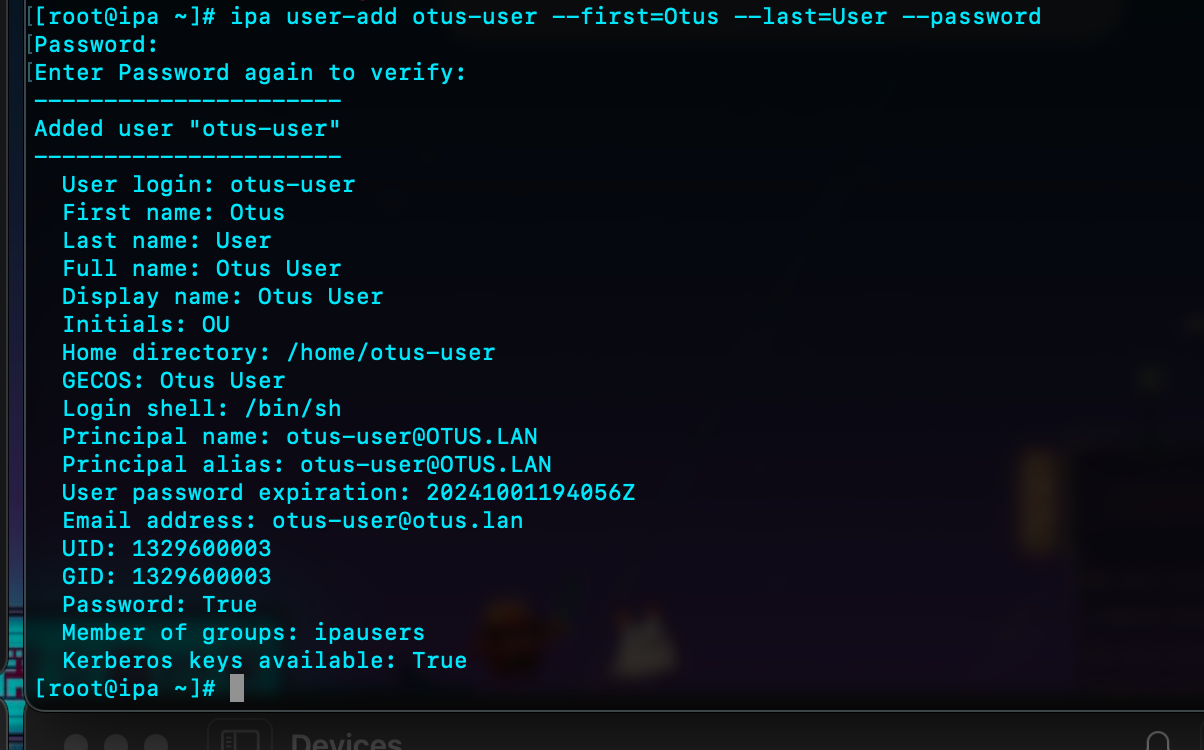 [[root@ipa ~]# ipa user-add otus-user --first=Otus --last=User --password
[Password:
[Enter Password again to verify:
----------------------
Added user "otus-user"
----------------------
User login: otus-user
First name: Otus
Last name: User
Full name: Otus User
Display name: Otus User
Initials: OU
Home directory: /home/otus-user
GECOS: Otus User
Login shell: /bin/sh
Principal name: otus-user@OTUS.LAN
Principal alias: otus-user@OTUS.LAN
User password expiration: 20241001194056Z
Email address: otus-user@otus.lan
UID: 1329600003
GID: 1329600003
Password: True
Member of groups: ipausers
Kerberos keys available: True
[root@ipa ~]#
Devices